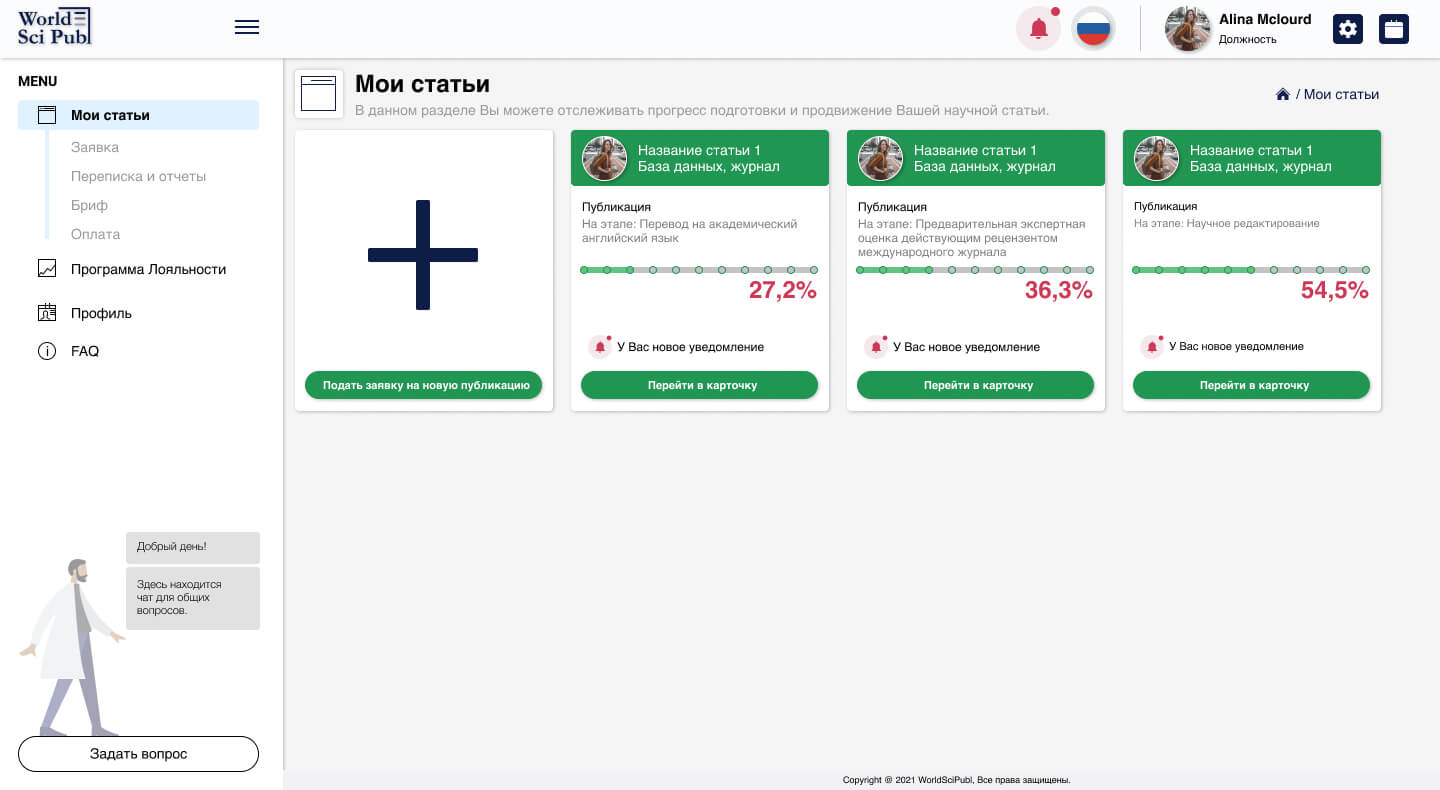 World
Sci Publ
Alina Mclourd
Должность
MENU
Мои статьи
Заявка
Переписка и отчеты
Бриф
Оплата
Программа Лояльности
Профиль
FAQ
Добрый день!
Здесь находится
чат для общих
вопросов.
Задать вопрос
Мои статьи
В данном разделе Вы можете отслеживать прогресс подготовки и продвижение Вашей научной статьи.
/ Мои статьи
Подать заявку на новую публикацию
Название статьи 1
База данных, журнал
Публикация
На этапе: Перевод на академический
английский язык
27,2%
У Вас новое уведомление
Перейти в карточку
Название статьи 1
База данных, журнал
Публикация
На этапе: Предварительная экспертная
оценка действующим рецензентом
международного журнала
36,3%
У Вас новое уведомление
Перейти в карточку
Название статьи 1
База данных, журнал
Публикация
На этапе: Научное редактирование
54,5%
У Вас новое уведомление
Перейти в карточку
Copyright @ 2021 WorldSciPubl, Все права защищены.